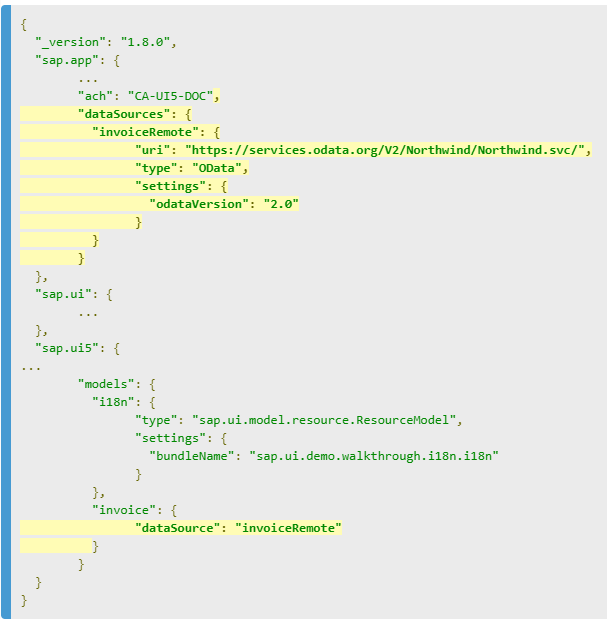 {
  "_version": "1.8.0",
  "sap.app": {
        ...
        "ach": "CA-UI5-DOC",
        "dataSources": {
          "invoiceRemote": {
                "uri": "https://services.odata.org/V2/Northwind/Northwind.svc/",
                "type": "OData",
                "settings": {
                  "odataVersion": "2.0"
                }
          }
        }
  },
  "sap.ui": {
        ...
  },
  "sap.ui5": {
...
        "models": {
          "i18n": {
                "type": "sap.ui.model.resource.ResourceModel",
                "settings": {
                  "bundleName": "sap.ui.demo.walkthrough.i18n.i18n"
                }
          },
          "invoice": {
                "dataSource": "invoiceRemote"
          }
        }
  }
}